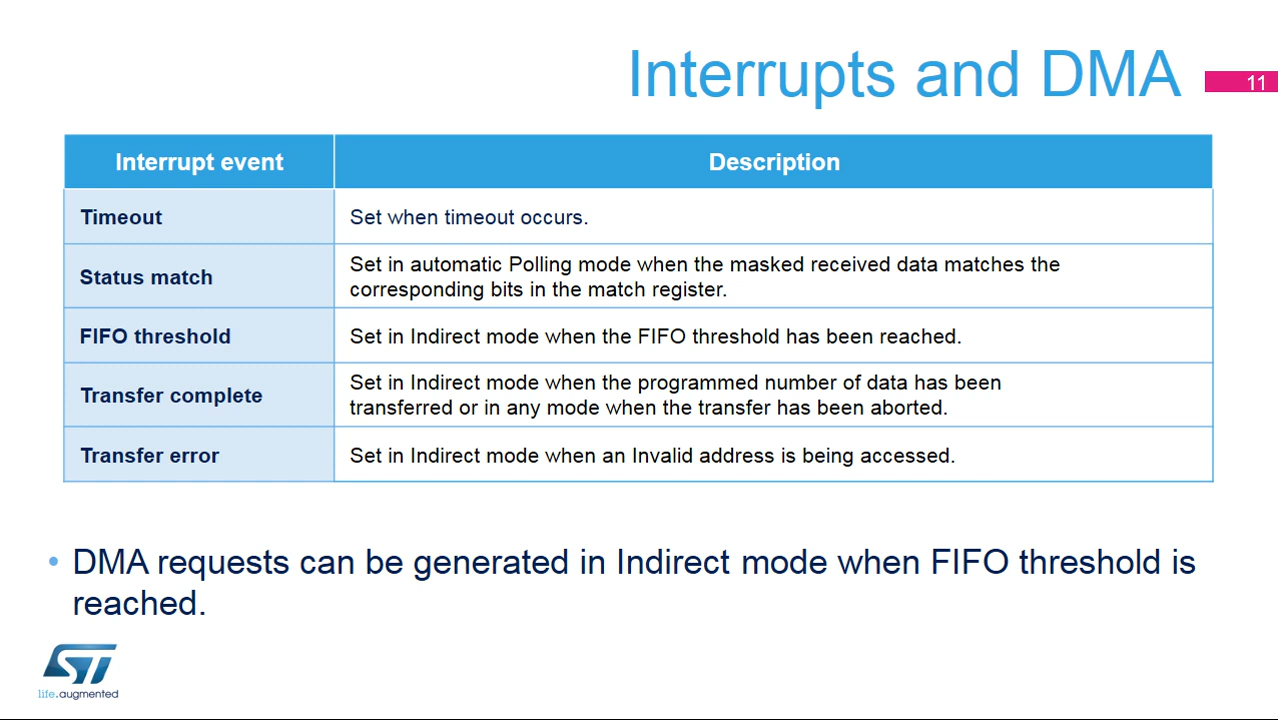 Interrupts and DMA
11
Interrupt event
Description
Timeout
Set when timeout occurs.
Status match
Set in automatic Polling mode when the masked received data matches the
corresponding bits in the match register.
FIFO threshold
Set in Indirect mode when the FIFO threshold has been reached.
Transfer complete
Set in Indirect mode when the programmed number of data has been
transferred or in any mode when the transfer has been aborted.
Transfer error
Set in Indirect mode when an Invalid address is being accessed.
• DMA requests can be generated in Indirect mode when FIFO threshold is
reached.
ST
life.augmented